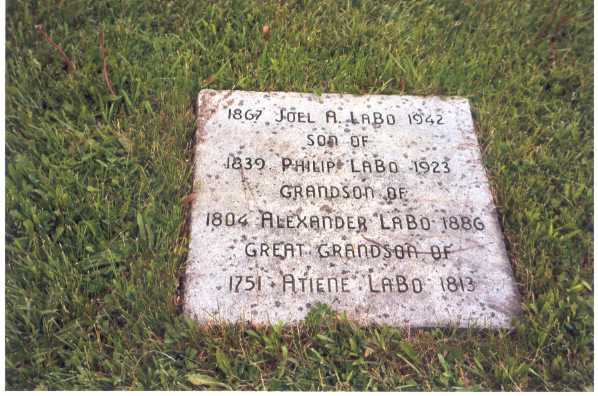 1867 JOEL A. LABO 1942
SON OF
1839 PHILIP LABO 1923
GRANDSON OF
1804 ALEXANDER LABO 1886
GREAT GRANDSON OF
1751 ATIENE LABO 1813